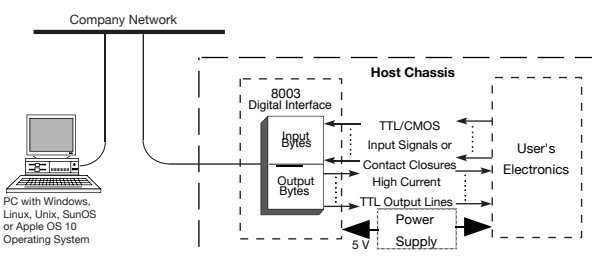 Company Network
Host Chassis
8003
Digital Interface
Input
Bytes
Output
Bytes
TTL/CMOS
Input Signals or
Contact Closures
High Current
TTL Output Lines
User's
Electronics
Power
Supply
5 V
PC with Windows,
Linux, Unix, SunOS
or Apple OS 10
Operating System